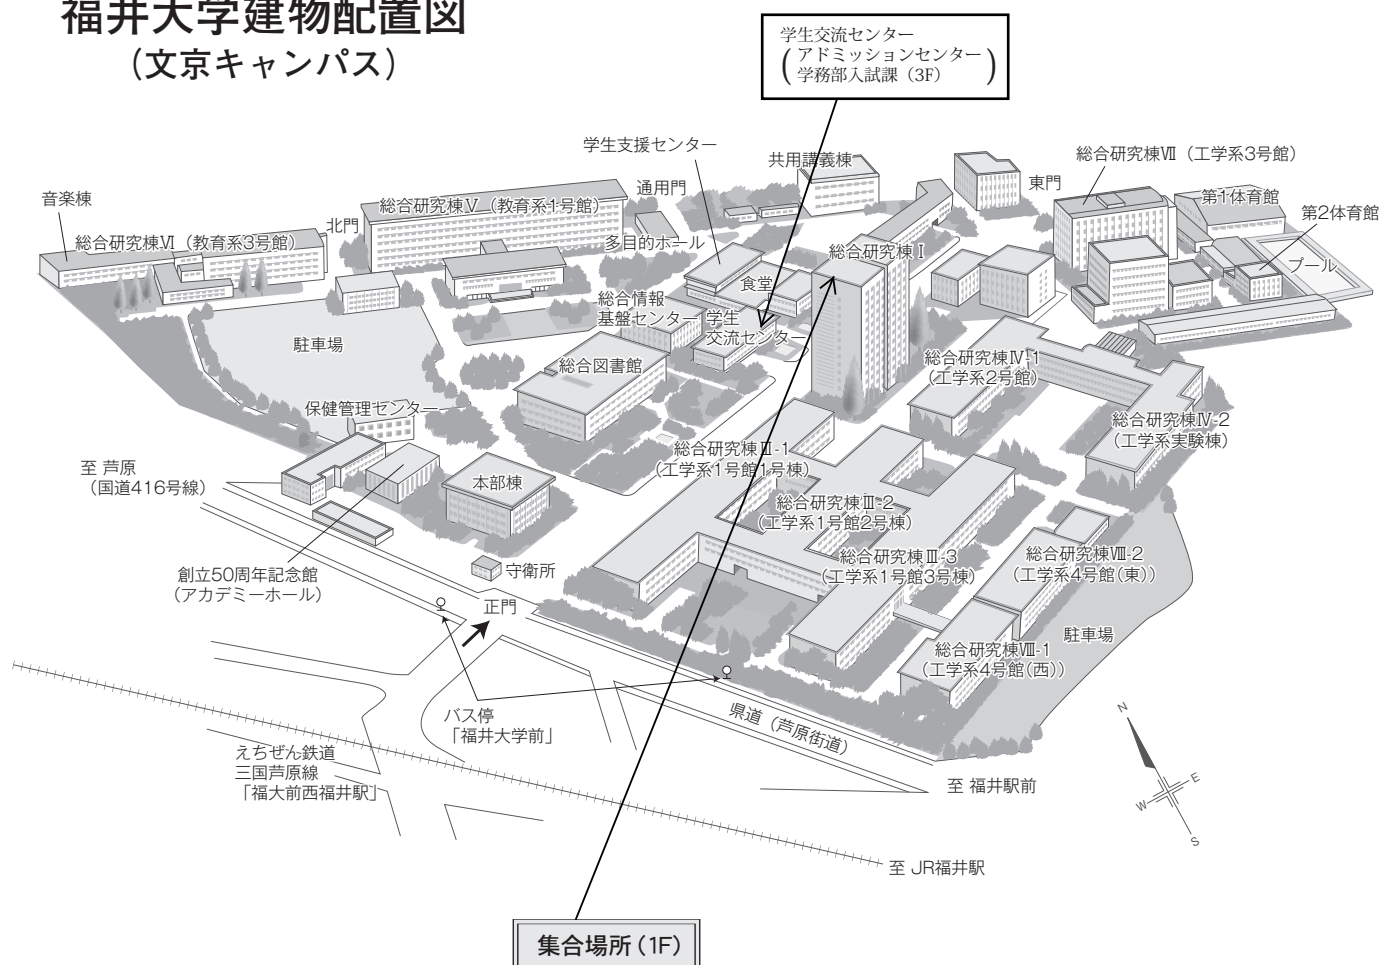 福井大学建物配置図
（文京キャンパス）
学生交流センター
（アドミッションセンター
学務部入試課（3F））
学生支援センター
共用講義棟
総合研究棟Ⅶ（工学系3号館）
音楽棟
通用門
東門
第1体育館
総合研究棟Ⅴ（教育系1号館）
第2体育館
北門
総合研究棟Ⅵ（教育系3号館）
多目的ホール
総合研究棟Ⅰ
プール
食堂
総合情報
基盤センター
学生
交流センター
駐車場
総合図書館
総合研究棟Ⅳ-1
（工学系2号館）
保健管理センター
総合研究棟Ⅳ-2
（工学系実験棟）
総合研究棟Ⅲ-1
（工学系1号館1号棟）
至 芦原
（国道416号線）
本部棟
総合研究棟Ⅲ-2
（工学系1号館2号棟）
総合研究棟Ⅲ-3
（工学系1号館3号棟）
総合研究棟Ⅷ-2
（工学系4号館（東））
創立50周年記念館
（アカデミーホール）
守衛所
正門
駐車場
総合研究棟Ⅷ-1
（工学系4号館（西））
バス停
「福井大学前」
県道（芦原街道）
えちぜん鉄道
三国芦原線
「福大前西福井駅」
至 福井駅前
N
E
W
S
至 JR福井駅
集合場所（1F）